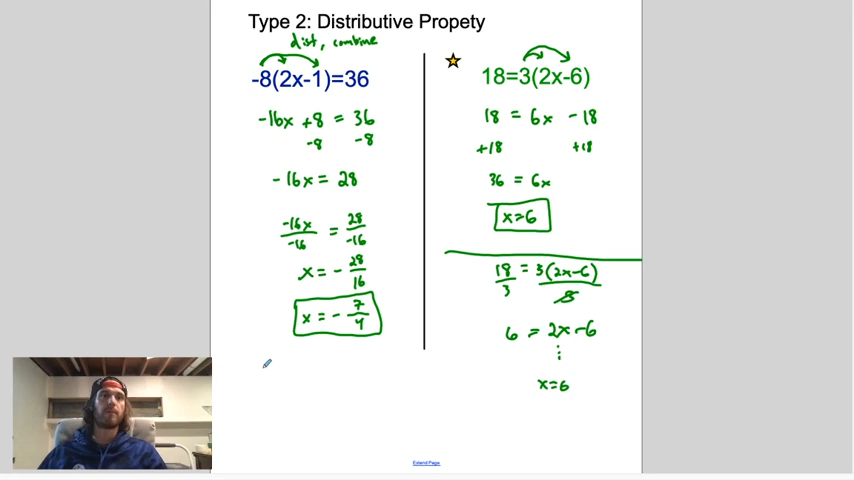 Type 2: Distributive Propety
dist, combine
-8(2x-1)=36
-16x +8 = 36
-8 -8
-16x = 28
-16x/-16 = 28/-16
x = - 28/16
x = - 7/4
18=3(2x-6)
18 = 6x - 18
+18 +18
36 = 6x
x=6
18/3 = 3(2x-6)/3
6 = 2x-6
⋮
x=6
Extend Page